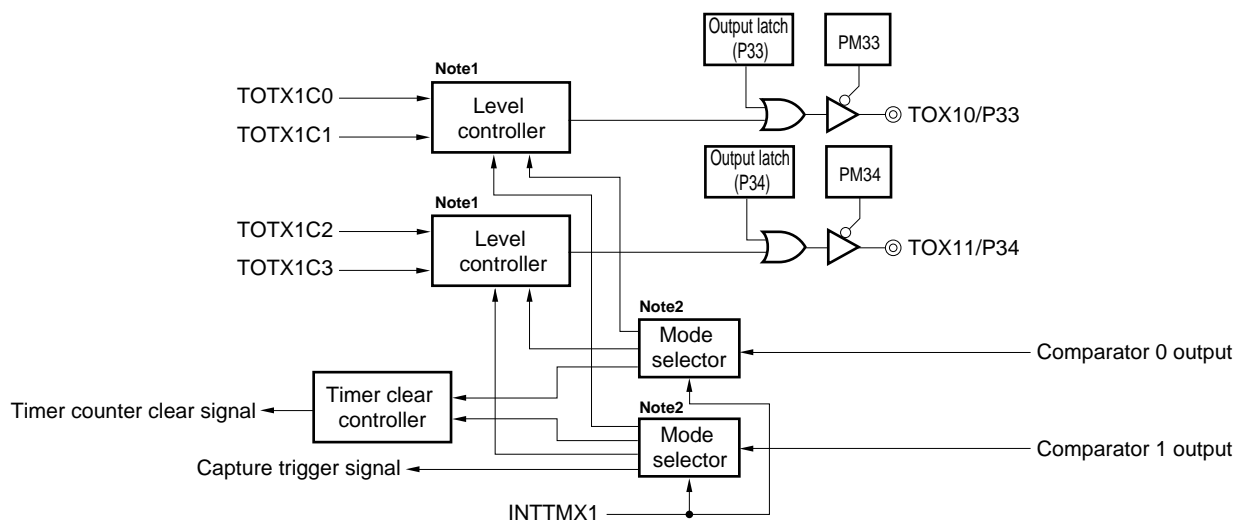 Output latch
(P33)
PM33
Note1
TOTX1C0
TOTX1C1
Level
controller
TOX10/P33
Output latch
(P34)
PM34
Note1
TOTX1C2
TOTX1C3
Level
controller
TOX11/P34
Note2
Mode
selector
Comparator 0 output
Timer clear
controller
Timer counter clear signal
Note2
Mode
selector
Comparator 1 output
Capture trigger signal
INTTMX1